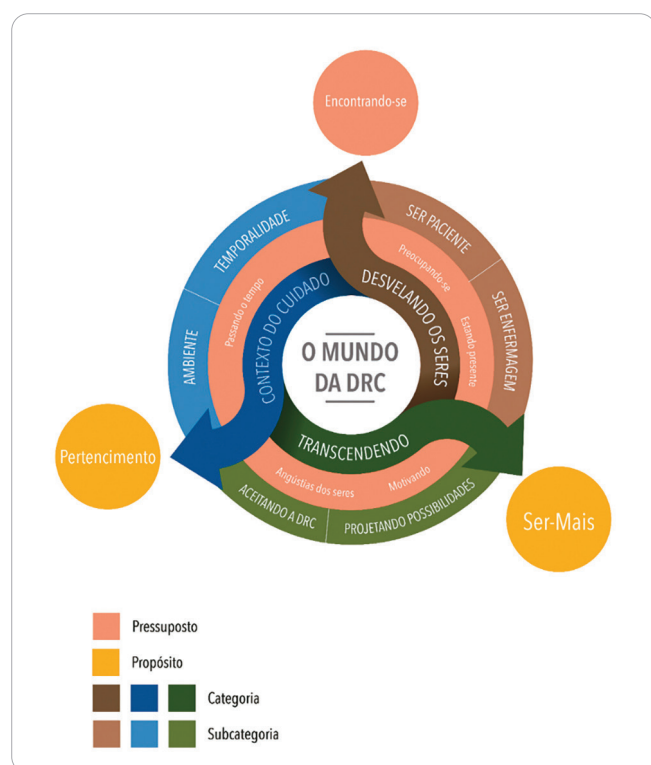 Encontrando-se
TEMPORALIDADE
SER PACIENTE
Passando o tempo
Preocupando-se
CONTEXTO DO CUIDADO
DESVELANDO OS SERES
AMBIENTE
Estando presente
SER ENFERMAGEM
O MUNDO
DA DRC
Pertencimento
TRANSCENDENDO
Angústias dos seres
Motivando
ACEITANDO A DRC
PROJETANDO POSSIBILIDADES
Ser-Mais
Pressuposto
Propósito
Categoria
Subcategoria